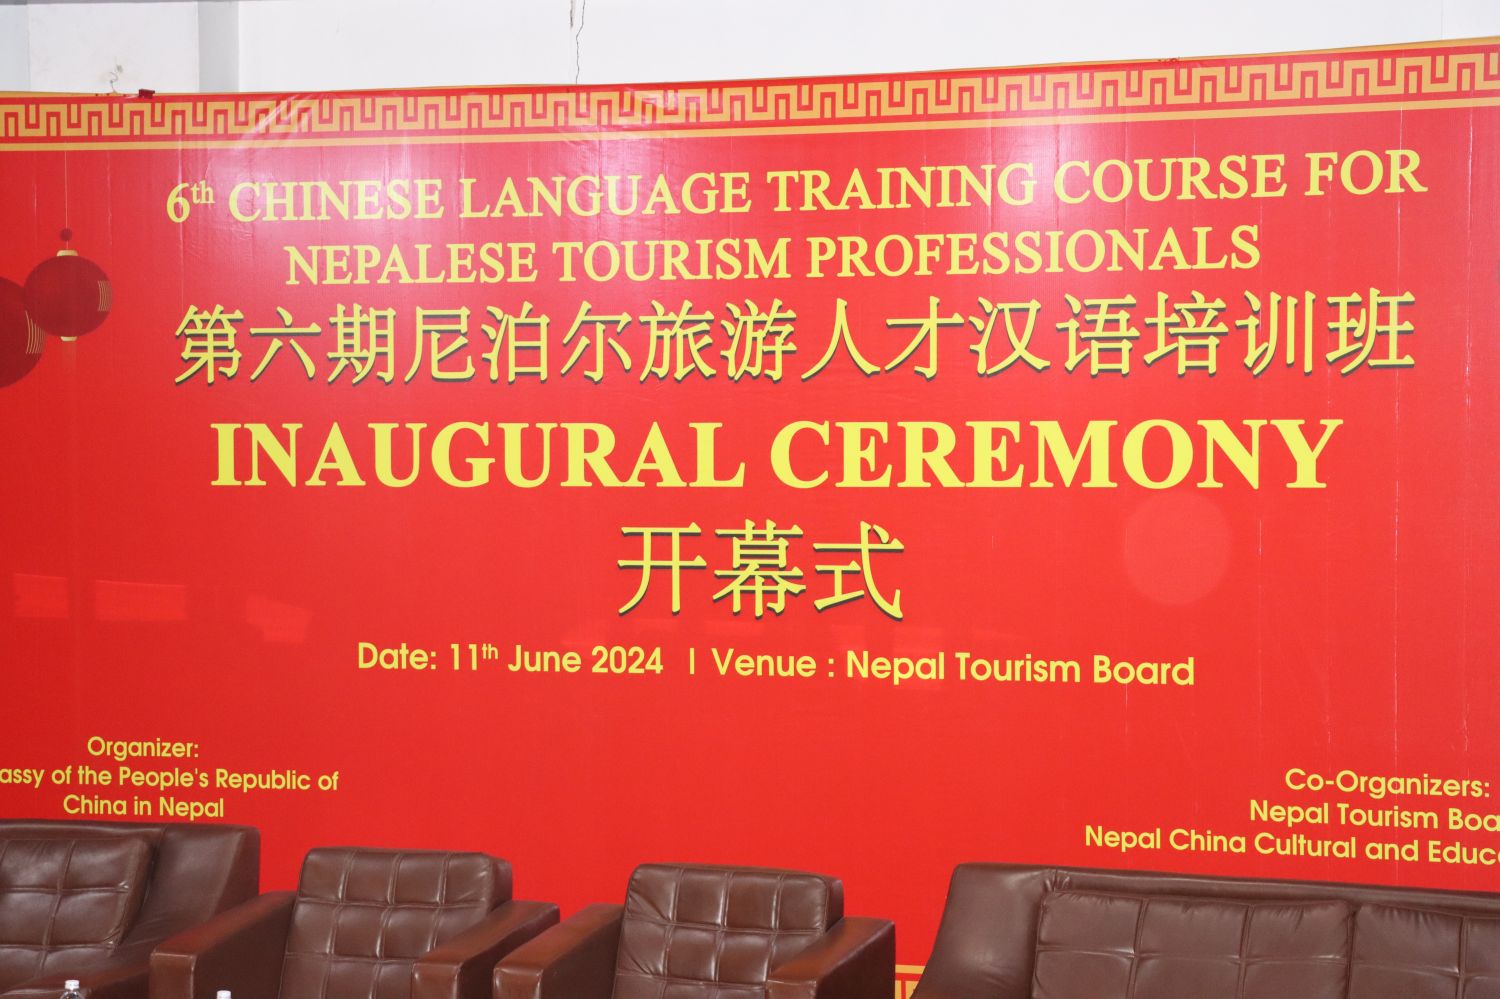 6th CHINESE LANGUAGE TRAINING COURSE FOR
NEPALESE TOURISM PROFESSIONALS
第六期尼泊尔旅游人才汉语培训班
INAUGURAL CEREMONY
开幕式
Date: 11th June 2024 | Venue : Nepal Tourism Board
Organizer:
assy of the People's Republic of
China in Nepal
Co-Organizers:
Nepal Tourism Boa
Nepal China Cultural and Educ